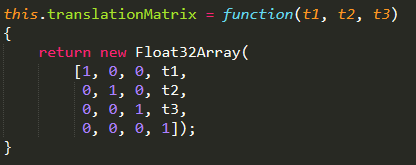 this.translationMatrix = function(t1, t2, t3)
{
    return new Float32Array(
        [1, 0, 0, t1,
         0, 1, 0, t2,
         0, 0, 1, t3,
         0, 0, 0, 1]);
}